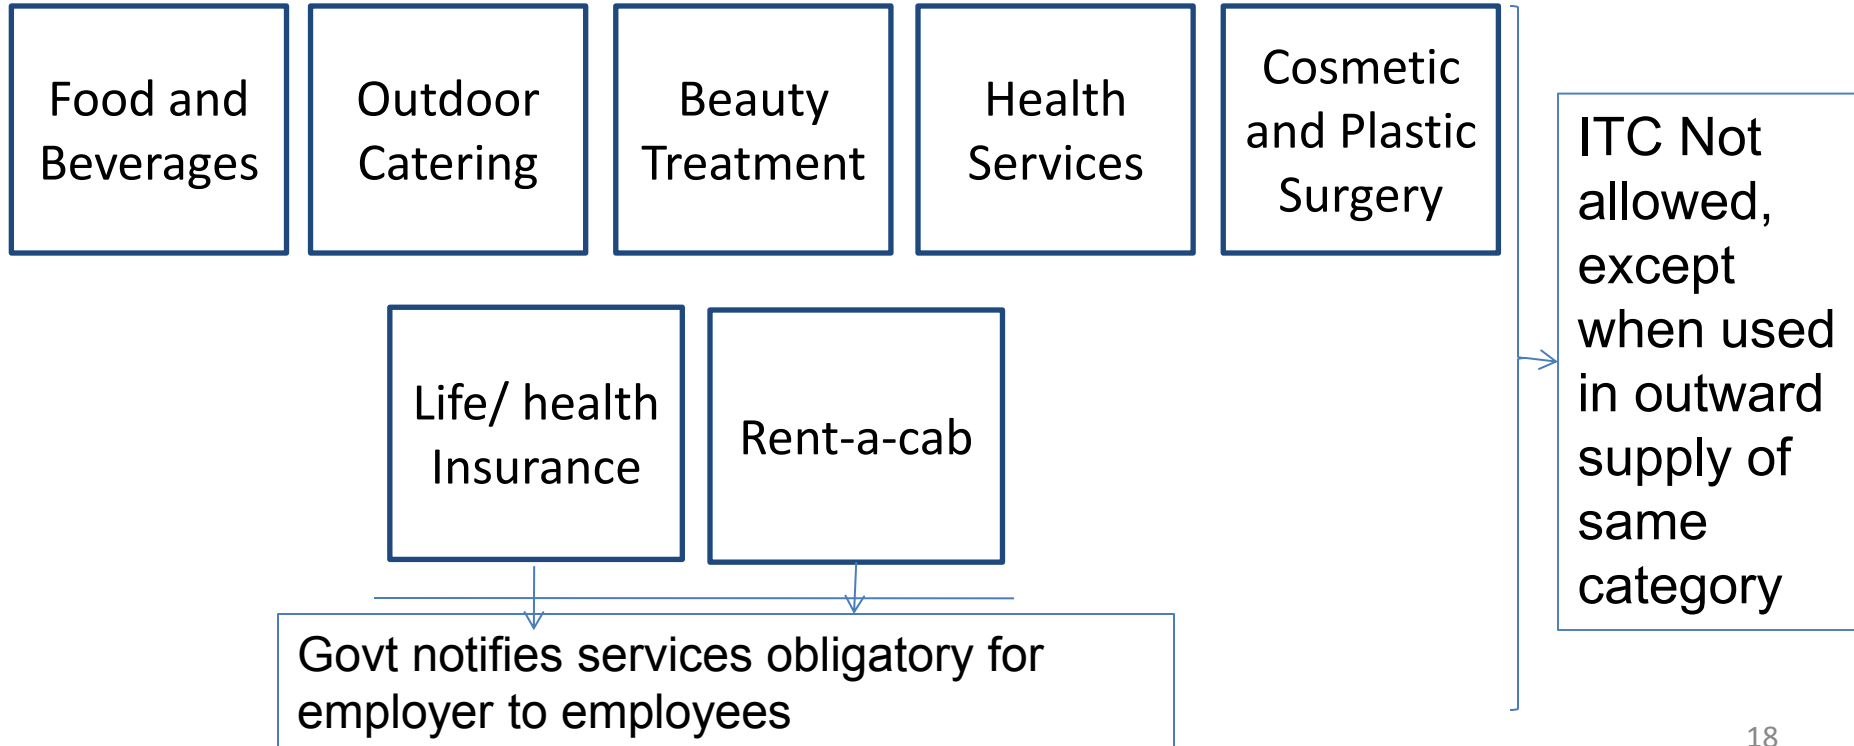 Food and
Beverages
Outdoor
Catering
Beauty
Treatment
Health
Services
Cosmetic
and Plastic
Surgery
ITC Not
allowed,
except
when used
in outward
supply of
same
category
Life/ health
Insurance
Rent-a-cab
Govt notifies services obligatory for
employer to employees
18